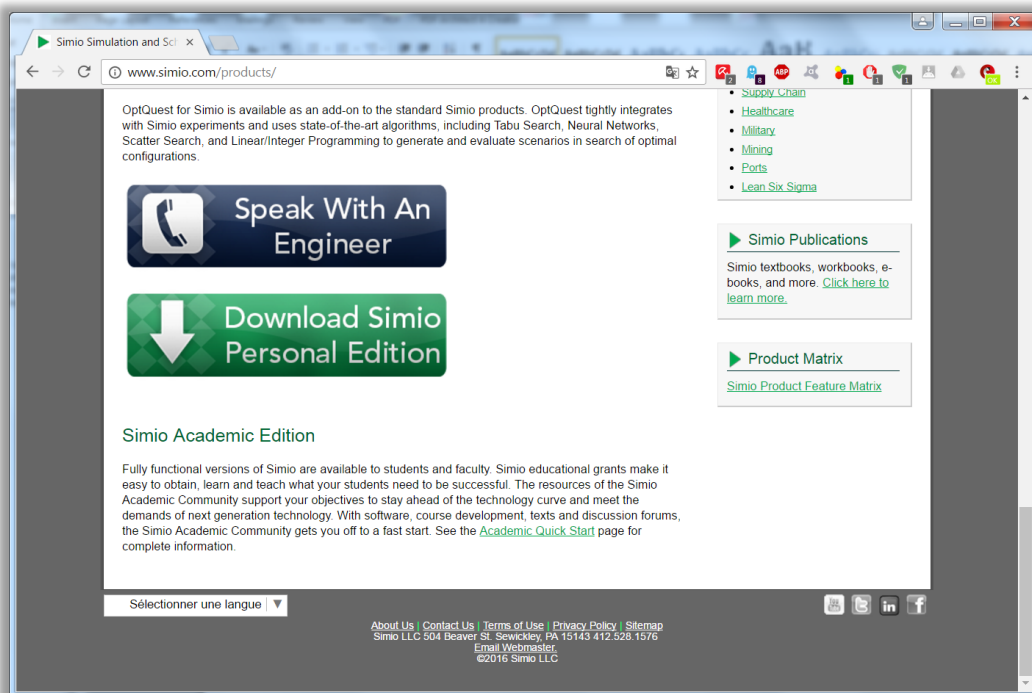 Simio Simulation and Sch
www.simio.com/products/
OptQuest for Simio is available as an add-on to the standard Simio products. OptQuest tightly integrates
with Simio experiments and uses state-of-the-art algorithms, including Tabu Search, Neural Networks,
Scatter Search, and Linear/Integer Programming to generate and evaluate scenarios in search of optimal
configurations.
Speak With An
Engineer
Download Simio
Personal Edition
Simio Academic Edition
Fully functional versions of Simio are available to students and faculty. Simio educational grants make it
easy to obtain, learn and teach what your students need to be successful. The resources of the Simio
Academic Community support your objectives to stay ahead of the technology curve and meet the
demands of next generation technology. With software, course development, texts and discussion forums,
the Simio Academic Community gets you off to a fast start. See the Academic Quick Start page for
complete information.
Supply Chain
Healthcare
Military
Mining
Ports
Lean Six Sigma
Simio Publications
Simio textbooks, workbooks, e-
books, and more. Click here to
learn more.
Product Matrix
Simio Product Feature Matrix
Sélectionner une langue
About Us | Contact Us | Terms of Use | Privacy Policy | Sitemap
Simio LLC 504 Beaver St. Sewickley, PA 15143 412.528.1576
Email Webmaster.
©2016 Simio LLC